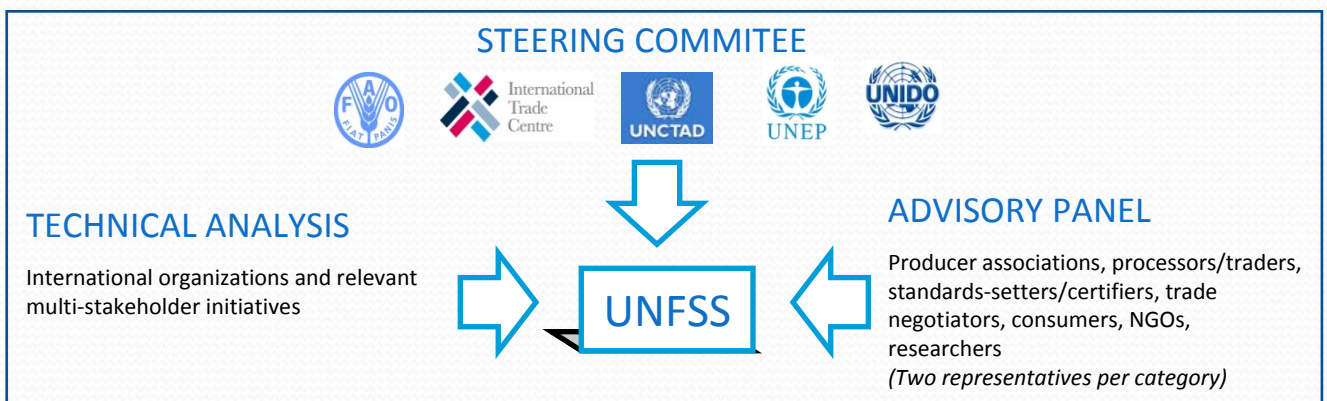 STEERING COMMITEE
F A O
FIAT PANIS
International
Trade
Centre
UNCTAD
UNEP
UNIDO
TECHNICAL ANALYSIS
International organizations and relevant
multi-stakeholder initiatives
UNFSS
ADVISORY PANEL
Producer associations, processors/traders,
standards-setters/certifiers, trade
negotiators, consumers, NGOs,
researchers
(Two representatives per category)